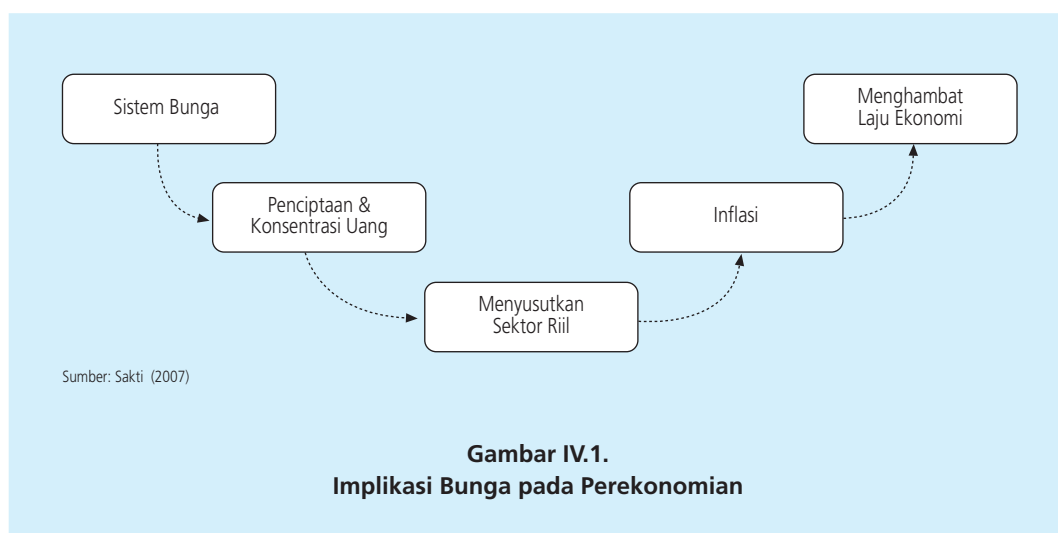 Sistem Bunga
Penciptaan &
Konsentrasi Uang
Menyusutkan
Sektor Riil
Inflasi
Menghambat
Laju Ekonomi
Sumber: Sakti (2007)
Gambar IV.1.
Implikasi Bunga pada Perekonomian